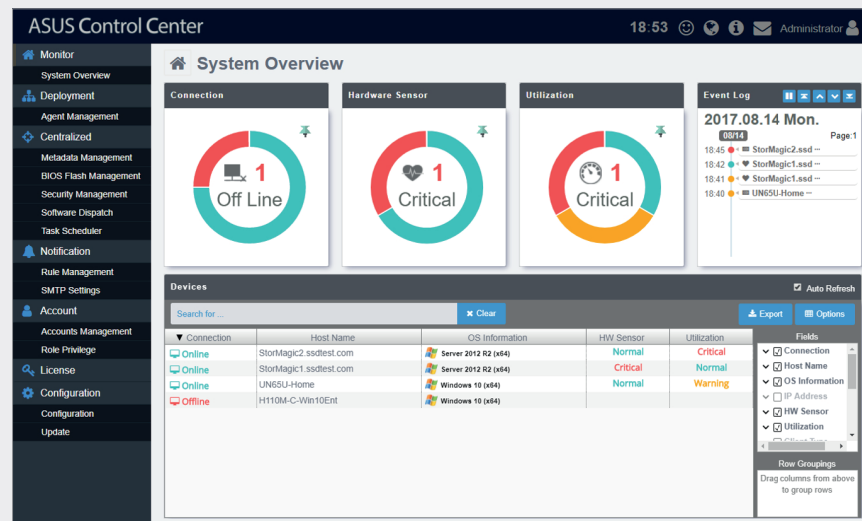 ASUS Control Center
18:53
Administrator
Monitor
System Overview
Deployment
Agent Management
Centralized
Metadata Management
BIOS Flash Management
Security Management
Software Dispatch
Task Scheduler
Notification
Rule Management
SMTP Settings
Account
Accounts Management
Role Privilege
License
Configuration
Configuration
Update
System Overview
Connection
1
Off Line
Hardware Sensor
1
Critical
Utilization
1
Critical
Event Log
2017.08.14 Mon.
08/14 Page:1
18:45 StorMagic2.ssd ···
18:42 StorMagic1.ssd ···
18:41 StorMagic1.ssd ···
18:40 UN65U-Home ···
Devices
Auto Refresh
Search for ...
Clear
Export
Options
Connection Host Name OS Information HW Sensor Utilization
Online StorMagic2.ssdtest.com Server 2012 R2 (x64) Normal Critical
Online StorMagic1.ssdtest.com Server 2012 R2 (x64) Critical Normal
Online UN65U-Home Windows 10 (x64) Normal Warning
Offline H110M-C-Win10Ent Windows 10 (x64)
Fields
Connection
Host Name
OS Information
IP Address
HW Sensor
Utilization
Row Groupings
Drag columns from above
to group rows